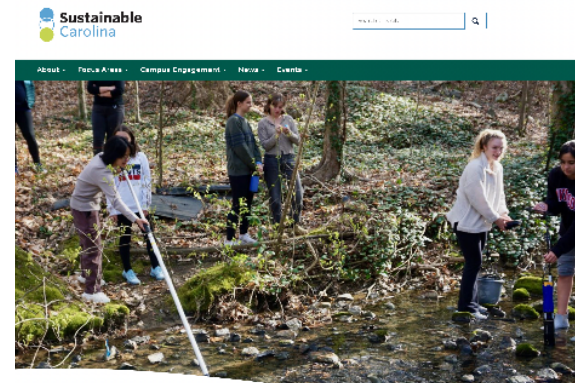 Sustainable
Carolina
About
Focus Areas
Campus Engagement
News
Events